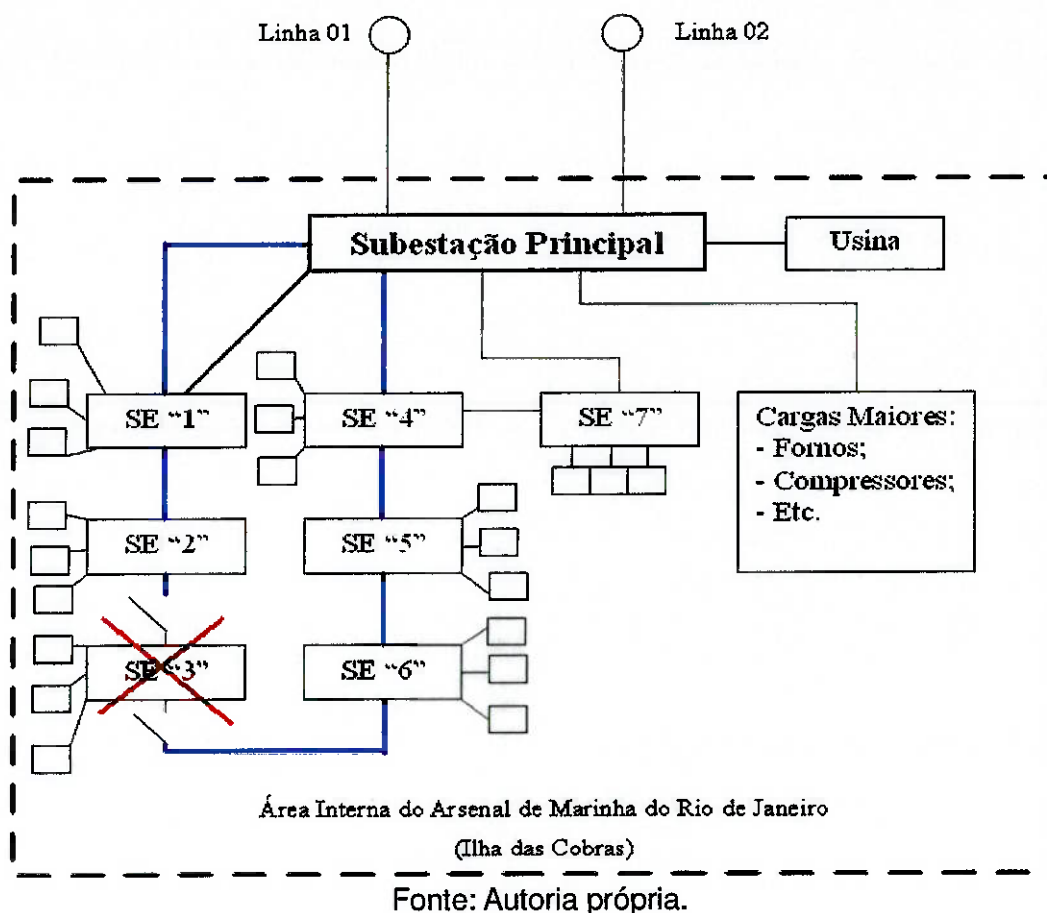 Linha 01
Linha 02
Subestação Principal
Usina
SE “1”
SE “4”
SE “7”
Cargas Maiores:
- Fornos;
- Compressores;
- Etc.
SE “2”
SE “5”
SE “3”
SE “6”
Área Interna do Arsenal de Marinha do Rio de Janeiro
(Ilha das Cobras)
Fonte: Autoria própria.